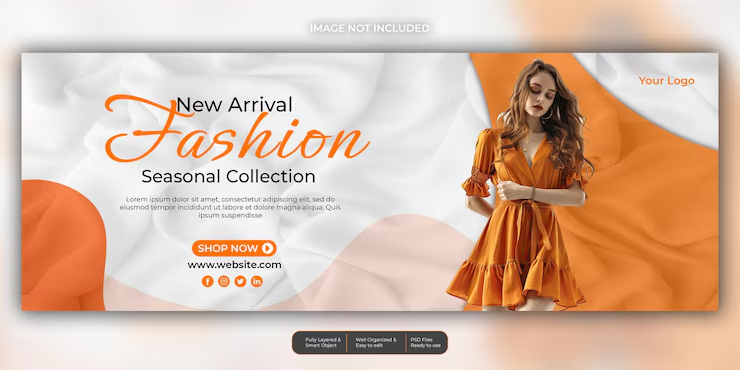 IMAGE NOT INCLUDED
Your Logo
New Arrival
Fashion
Seasonal Collection
Lorem ipsum dolor sit amet, consectetur adipiscing elit, sed do
eiusmod tempor incididunt ut labore et dolore magna aliqua. Quis
ipsum suspendisse
SHOP NOW
www.website.com
Fully Layered &
Smart Object
Well Organized &
Easy to edit
PSD Files
Ready to use